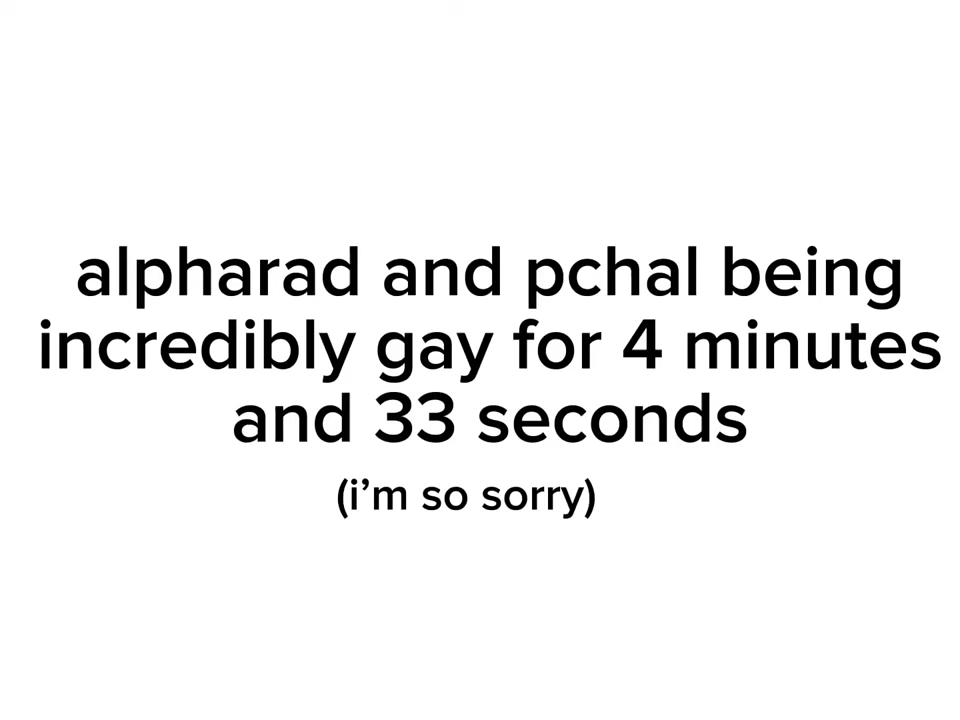 alpharad and pchal being
incredibly gay for 4 minutes
and 33 seconds
(i'm so sorry)